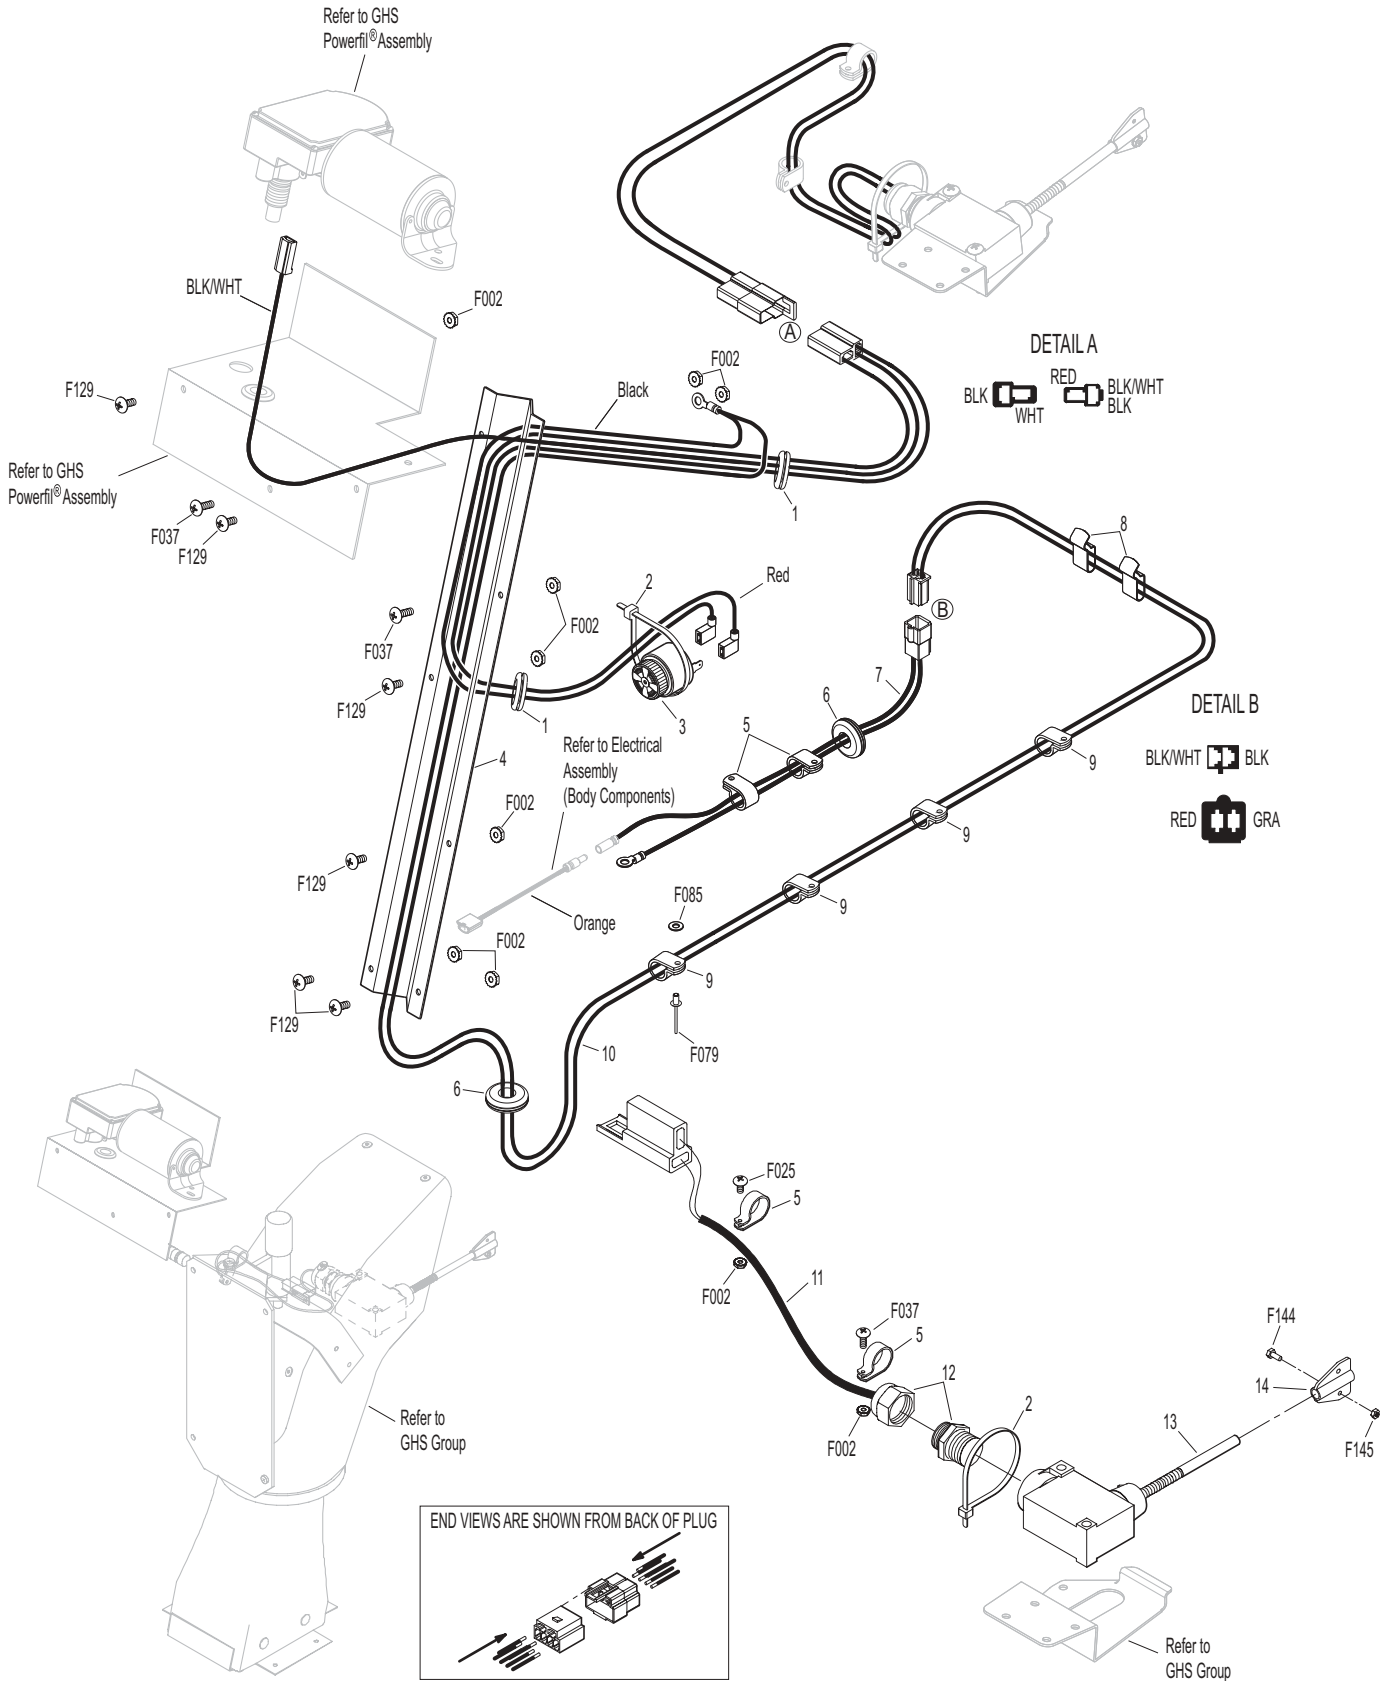 Refer to GHS
Powerfil® Assembly
BLK/WHT
F002
F129
F002
Black
DETAIL A
RED
BLK
WHT
BLK/WHT
BLK
A
Refer to GHS
Powerfil® Assembly
F037
F129
1
8
2
Red
F002
B
F037
F129
1
3
7
6
5
DETAIL B
BLK/WHT
BLK
RED
GRA
Refer to Electrical
Assembly
(Body Components)
4
9
F002
9
F129
Orange
F085
9
F002
9
F129
F079
10
6
F025
5
F002
11
F037
5
12
F002
2
F144
14
13
F145
Refer to
GHS Group
END VIEWS ARE SHOWN FROM BACK OF PLUG
Refer to
GHS Group